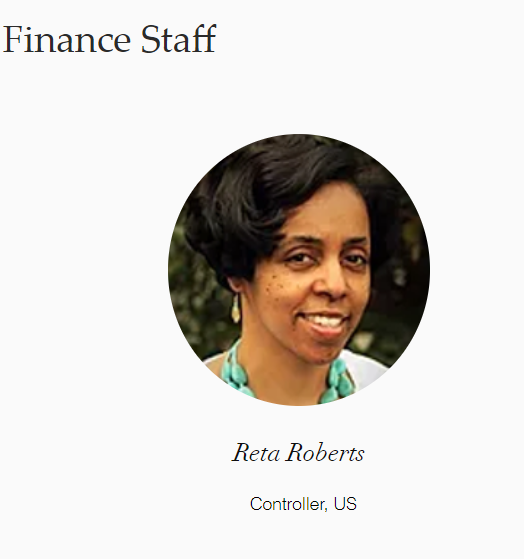 Finance Staff
Reta Roberts
Controller, US